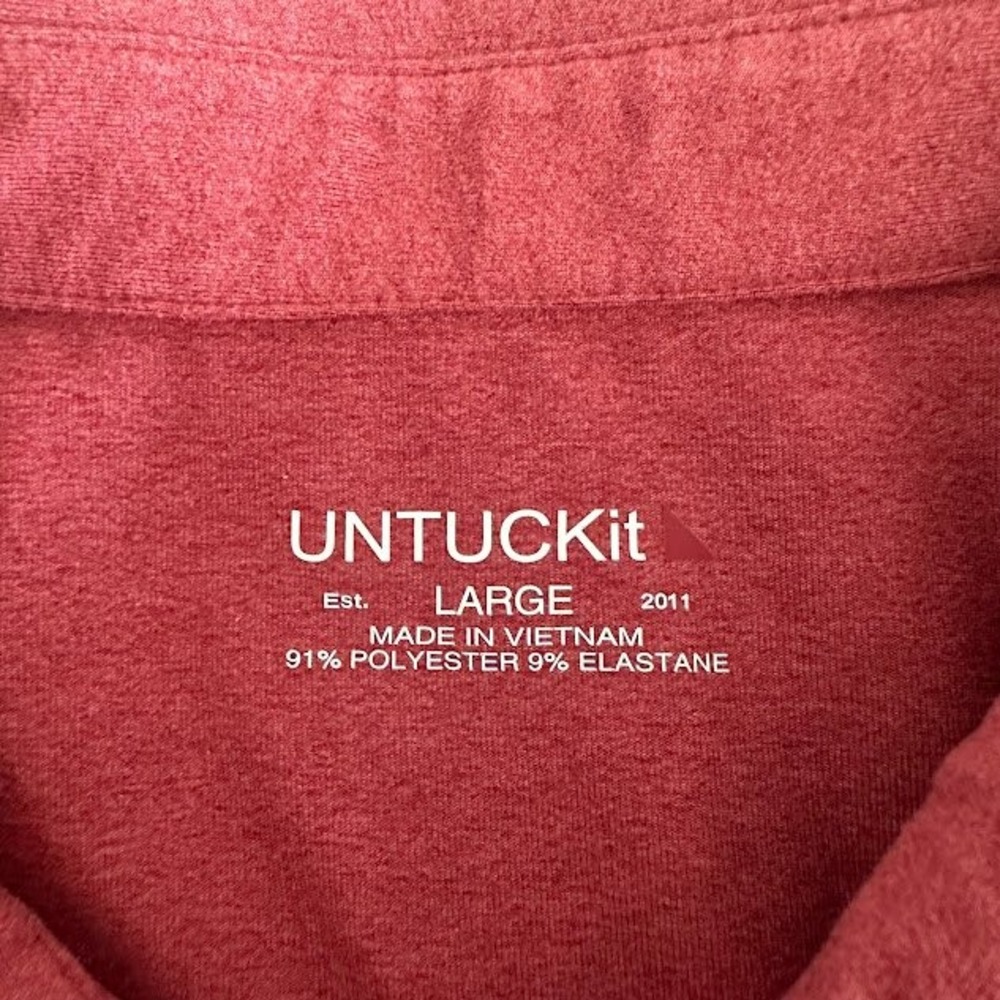 UNTUCKit
Est. LARGE 2011
MADE IN VIETNAM
91% POLYESTER 9% ELASTANE